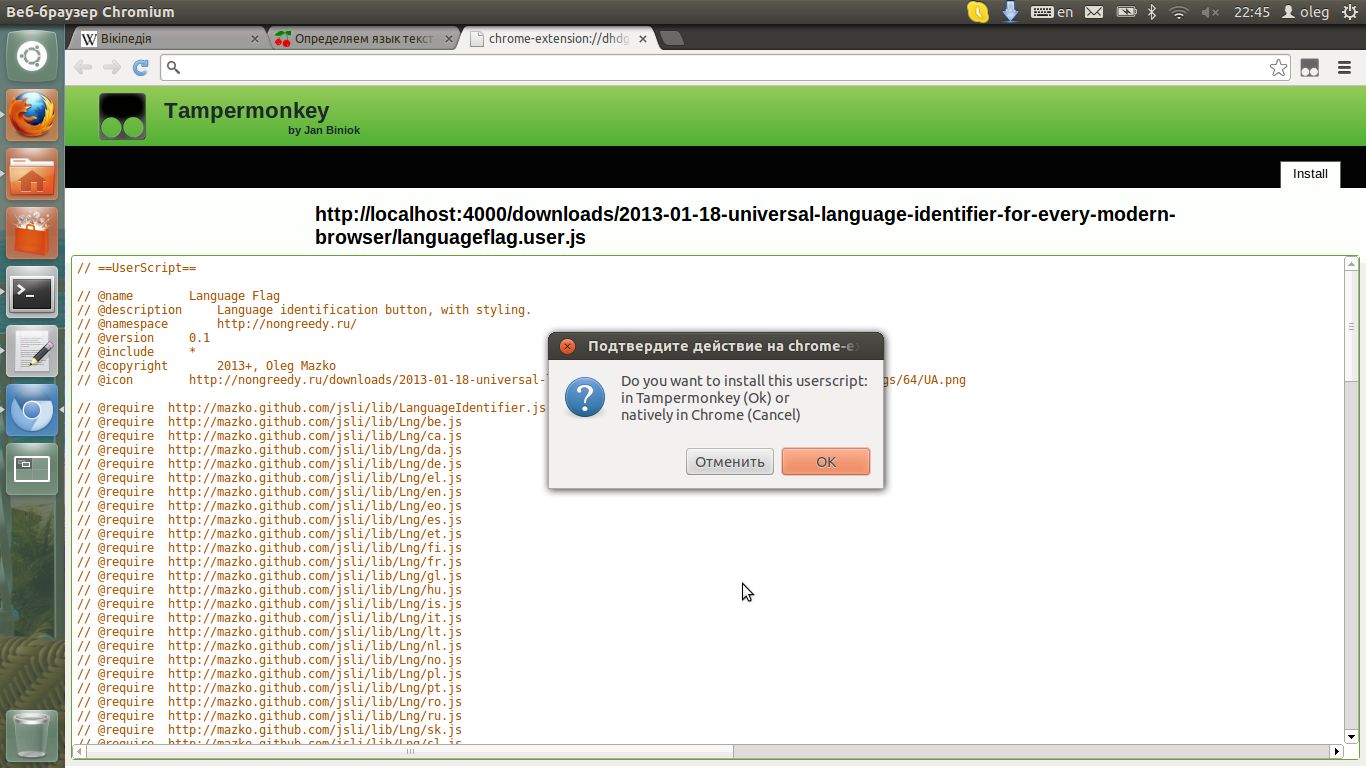 Веб-браузер Chromium
en
22:45
oleg
Вікіпедія
Определяем язык текст
chrome-extension://dhdg
Tampermonkey
by Jan Biniok
Install
http://localhost:4000/downloads/2013-01-18-universal-language-identifier-for-every-modern-
browser/languageflag.user.js
// ==UserScript==
// @name Language Flag
// @description Language identification button, with styling.
// @namespace http://nongreedy.ru/
// @version 0.1
// @include *
// @copyright 2013+, Oleg Mazko
// @icon http://nongreedy.ru/downloads/2013-01-18-universal- gs/64/UA.png
// @require http://mazko.github.com/jsli/lib/LanguageIdentifier.js
// @require http://mazko.github.com/jsli/lib/Lng/be.js
// @require http://mazko.github.com/jsli/lib/Lng/ca.js
// @require http://mazko.github.com/jsli/lib/Lng/da.js
// @require http://mazko.github.com/jsli/lib/Lng/de.js
// @require http://mazko.github.com/jsli/lib/Lng/el.js
// @require http://mazko.github.com/jsli/lib/Lng/en.js
// @require http://mazko.github.com/jsli/lib/Lng/eo.js
// @require http://mazko.github.com/jsli/lib/Lng/es.js
// @require http://mazko.github.com/jsli/lib/Lng/et.js
// @require http://mazko.github.com/jsli/lib/Lng/fi.js
// @require http://mazko.github.com/jsli/lib/Lng/fr.js
// @require http://mazko.github.com/jsli/lib/Lng/gl.js
// @require http://mazko.github.com/jsli/lib/Lng/hu.js
// @require http://mazko.github.com/jsli/lib/Lng/is.js
// @require http://mazko.github.com/jsli/lib/Lng/it.js
// @require http://mazko.github.com/jsli/lib/Lng/lt.js
// @require http://mazko.github.com/jsli/lib/Lng/nl.js
// @require http://mazko.github.com/jsli/lib/Lng/no.js
// @require http://mazko.github.com/jsli/lib/Lng/pl.js
// @require http://mazko.github.com/jsli/lib/Lng/pt.js
// @require http://mazko.github.com/jsli/lib/Lng/ro.js
// @require http://mazko.github.com/jsli/lib/Lng/ru.js
// @require http://mazko.github.com/jsli/lib/Lng/sk.js
// @require http://mazko.github.com/jsli/lib/Lng/sl.js
Подтвердите действие на chrome-ex
Do you want to install this userscript:
in Tampermonkey (Ok) or
natively in Chrome (Cancel)
Отменить
OK